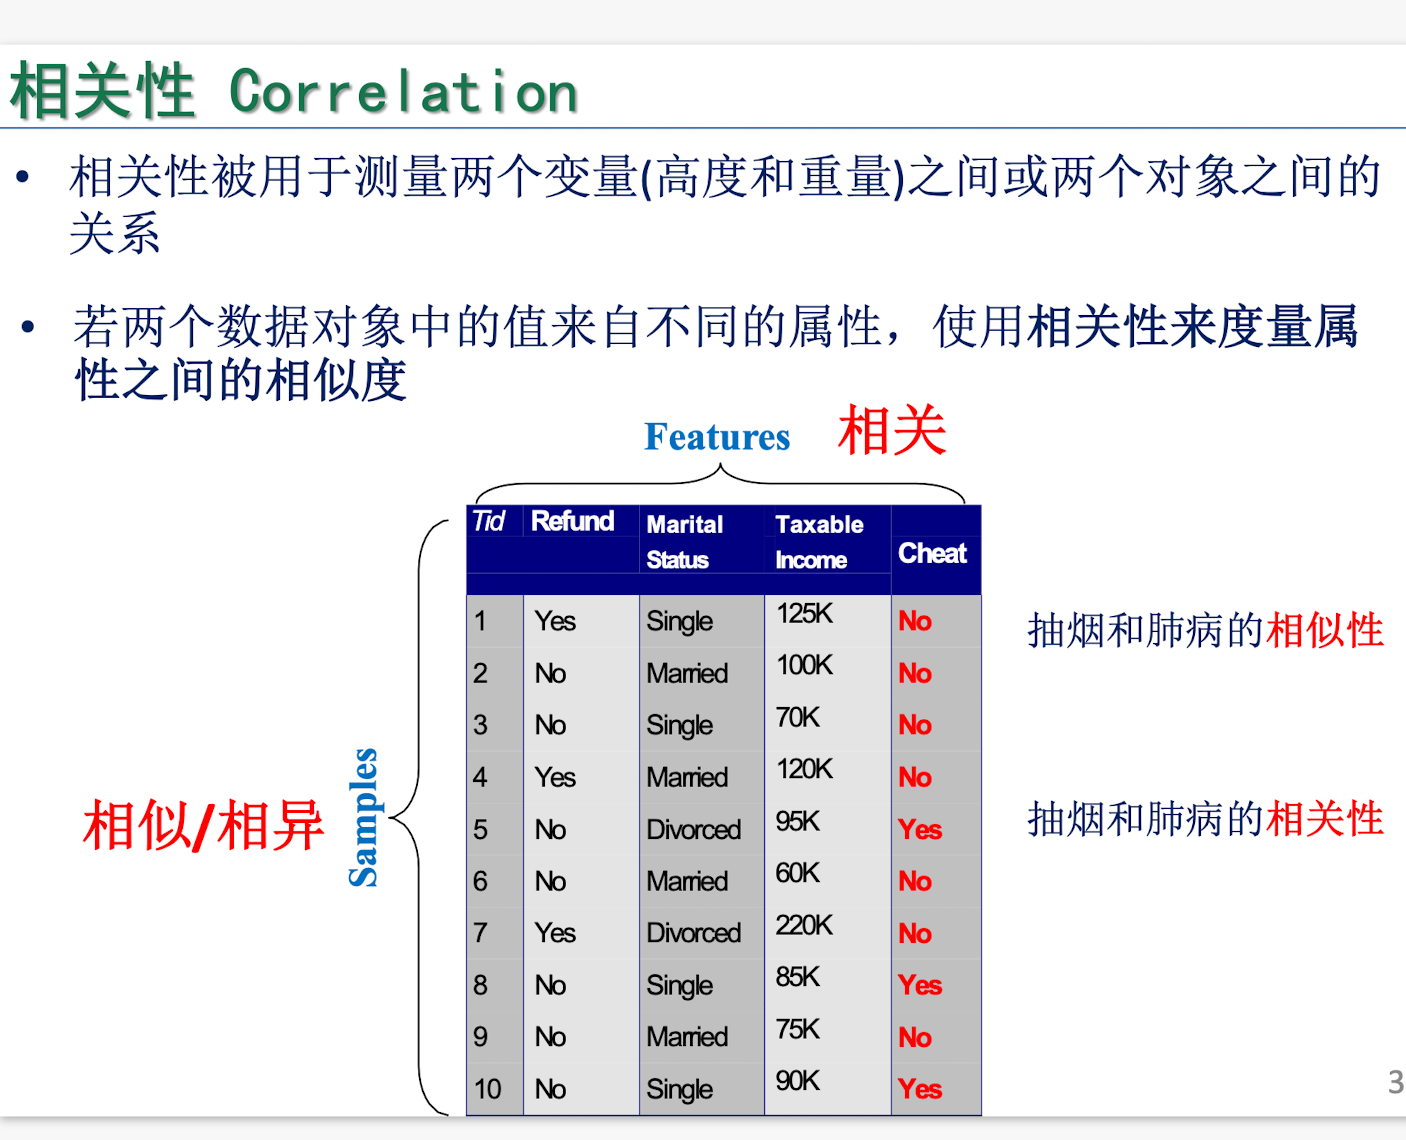 相关性 Correlation
• 相关性被用于测量两个变量(高度和重量)之间或两个对象之间的
关系
• 若两个数据对象中的值来自不同的属性，使用相关性来度量属
性之间的相似度
Features 相关
Tid Refund Marital Status Taxable Income Cheat
1 Yes Single 125K No
2 No Married 100K No
3 No Single 70K No
4 Yes Married 120K No
5 No Divorced 95K Yes
6 No Married 60K No
7 Yes Divorced 220K No
8 No Single 85K Yes
9 No Married 75K No
10 No Single 90K Yes
相似/相异
Samples
抽烟和肺病的相似性
抽烟和肺病的相关性
3